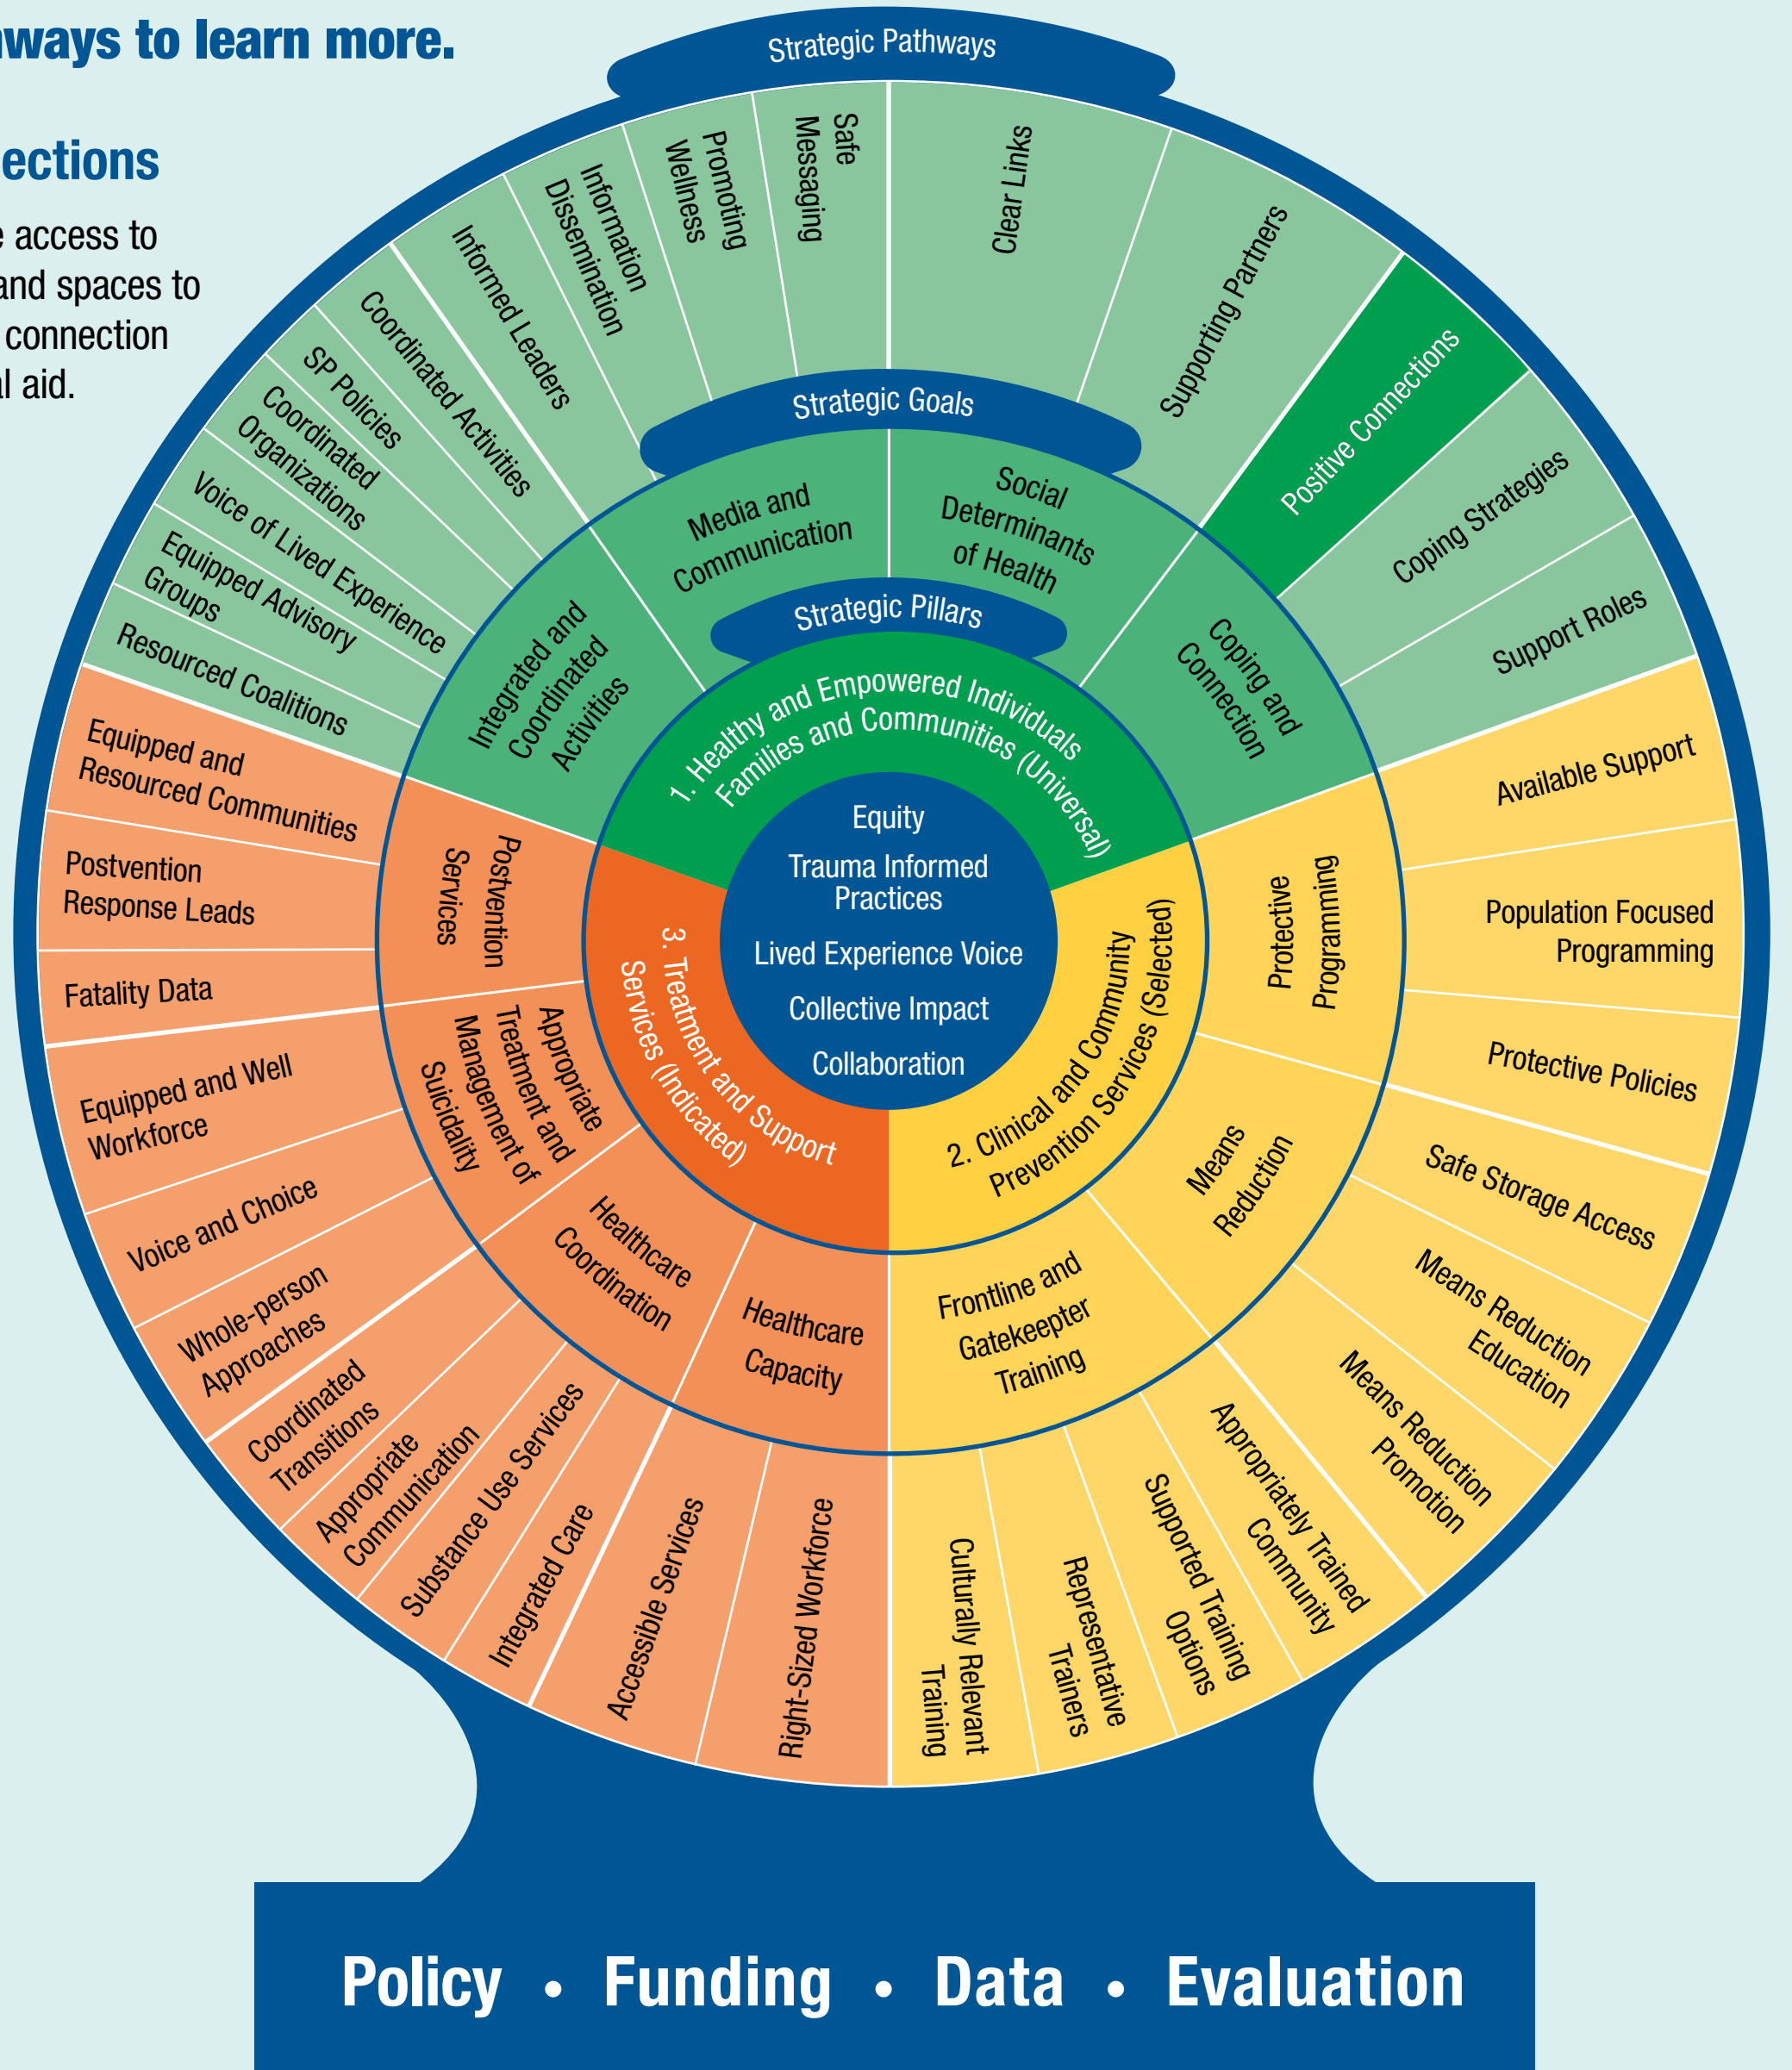 ways to learn more.
ections
e access to
and spaces to
connection
l aid.
Strategic Pathways
Safe
Messaging
Promoting
Wellness
Information
Dissemination
Informed Leaders
Coordinated Activities
SP Policies
Coordinated
Organizations
Voice of Lived Experience
Equipped Advisory
Groups
Resourced Coalitions
Clear Links
Supporting Partners
Positive Connections
Coping Strategies
Support Roles
Strategic Goals
Media and
Communication
Social
Determinants
of Health
Integrated and
Coordinated
Activities
Coping and
Connection
Strategic Pillars
1. Healthy and Empowered Individuals
Families and Communities (Universal)
Equity
Trauma Informed
Practices
Lived Experience Voice
Collective Impact
Collaboration
2. Clinical and Community
Prevention Services (Selected)
3. Treatment and Support
Services (Indicated)
Protective
Programming
Means
Reduction
Frontline and
Gatekeepter
Training
Available Support
Population Focused
Programming
Protective Policies
Safe Storage Access
Means Reduction
Education
Means Reduction
Promotion
Appropriately Trained
Community
Supported Training
Options
Representative
Trainers
Culturally Relevant
Training
Postvention
Services
Appropriate
Treatment and
Management of
Suicidality
Healthcare
Coordination
Healthcare
Capacity
Equipped and
Resourced Communities
Postvention
Response Leads
Fatality Data
Equipped and Well
Workforce
Voice and Choice
Whole-person
Approaches
Coordinated
Transitions
Appropriate
Communication
Substance Use Services
Integrated Care
Accessible Services
Right-Sized Workforce
Policy • Funding • Data • Evaluation